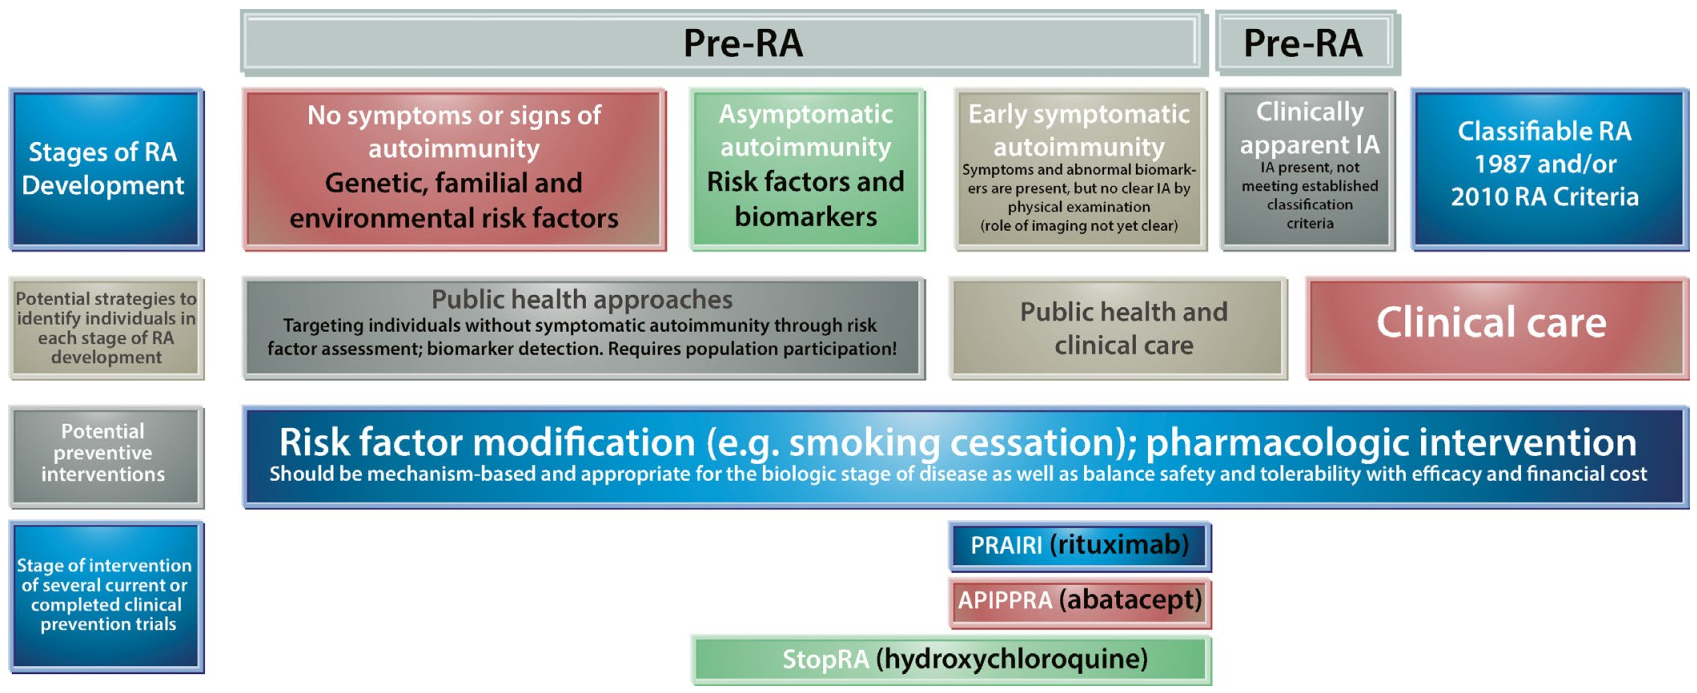 Pre-RA
Pre-RA
Stages of RA
Development
No symptoms or signs of
autoimmunity
Genetic, familial and
environmental risk factors
Asymptomatic
autoimmunity
Risk factors and
biomarkers
Early symptomatic
autoimmunity
Symptoms and abnormal biomark-
ers are present, but no clear IA by
physical examination
(role of imaging not yet clear)
Clinically
apparent IA
IA present, not
meeting established
classification
criteria
Classifiable RA
1987 and/or
2010 RA Criteria
Potential strategies to
identify individuals in
each stage of RA
development
Public health approaches
Targeting individuals without symptomatic autoimmunity through risk
factor assessment; biomarker detection. Requires population participation!
Public health and
clinical care
Clinical care
Potential
preventive
interventions
Risk factor modification (e.g. smoking cessation); pharmacologic intervention
Should be mechanism-based and appropriate for the biologic stage of disease as well as balance safety and tolerability with efficacy and financial cost
Stage of intervention
of several current or
completed clinical
prevention trials
PRAIRI (rituximab)
APIPPRA (abatacept)
StopRA (hydroxychloroquine)